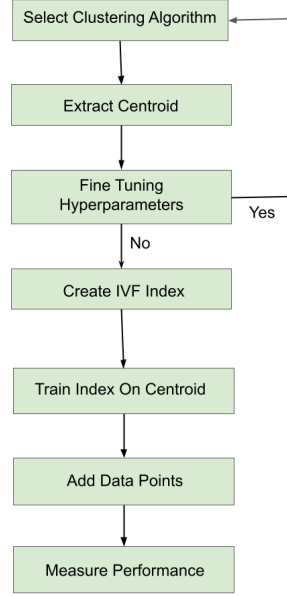 Select Clustering Algorithm
Extract Centroid
Fine Tuning
Hyperparameters
Yes
No
Create IVF Index
Train Index On Centroid
Add Data Points
Measure Performance